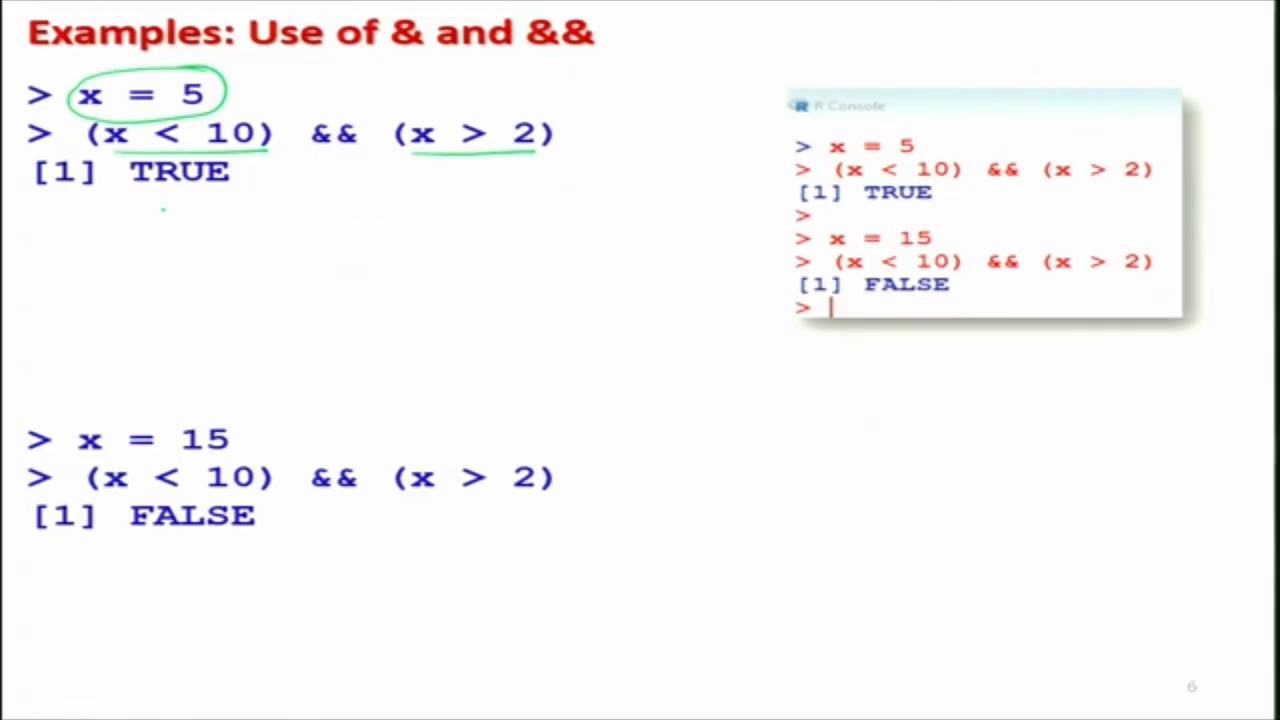 Examples: Use of & and &&
> x = 5
> (x < 10) && (x > 2)
[1] TRUE
> x = 15
> (x < 10) && (x > 2)
[1] FALSE
R Console
> x = 5
> (x < 10) && (x > 2)
[1] TRUE
>
> x = 15
> (x < 10) && (x > 2)
[1] FALSE
>
6